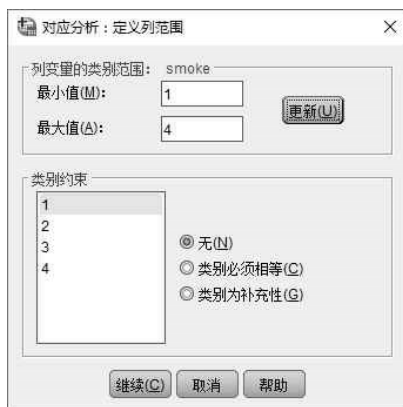 对应分析：定义列范围
列变量的类别范围： smoke
最小值(M)： 1
更新(U)
最大值(A)： 4
类别约束
1
2
3
4
无(N)
类别必须相等(C)
类别为补充性(G)
继续(C) 取消 帮助